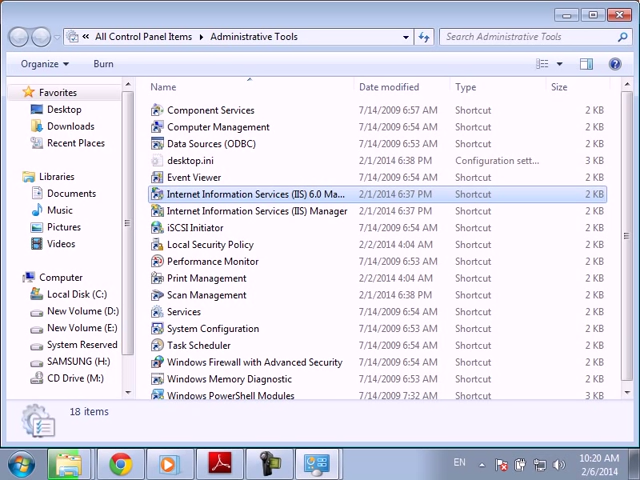 All Control Panel Items
Administrative Tools
Search Administrative Tools
Organize
Burn
Name
Date modified
Type
Size
Favorites
Desktop
Downloads
Recent Places
Libraries
Documents
Music
Pictures
Videos
Computer
Local Disk (C:)
New Volume (D:)
New Volume (E:)
System Reserved
SAMSUNG (H:)
CD Drive (M:)
Component Services 7/14/2009 6:57 AM Shortcut 2 KB
Computer Management 7/14/2009 6:54 AM Shortcut 2 KB
Data Sources (ODBC) 7/14/2009 6:53 AM Shortcut 2 KB
desktop.ini 2/1/2014 6:38 PM Configuration sett... 3 KB
Event Viewer 7/14/2009 6:54 AM Shortcut 2 KB
Internet Information Services (IIS) 6.0 Ma... 2/1/2014 6:37 PM Shortcut 2 KB
Internet Information Services (IIS) Manager 2/1/2014 6:37 PM Shortcut 2 KB
iSCSI Initiator 7/14/2009 6:54 AM Shortcut 2 KB
Local Security Policy 2/2/2014 4:04 AM Shortcut 2 KB
Performance Monitor 7/14/2009 6:53 AM Shortcut 2 KB
Print Management 2/2/2014 4:04 AM Shortcut 2 KB
Scan Management 2/1/2014 6:38 PM Shortcut 2 KB
Services 7/14/2009 6:54 AM Shortcut 2 KB
System Configuration 7/14/2009 6:53 AM Shortcut 2 KB
Task Scheduler 7/14/2009 6:54 AM Shortcut 2 KB
Windows Firewall with Advanced Security 7/14/2009 6:54 AM Shortcut 2 KB
Windows Memory Diagnostic 7/14/2009 6:53 AM Shortcut 2 KB
Windows PowerShell Modules 7/14/2009 7:32 AM Shortcut 3 KB
18 items
EN
10:20 AM
2/6/2014